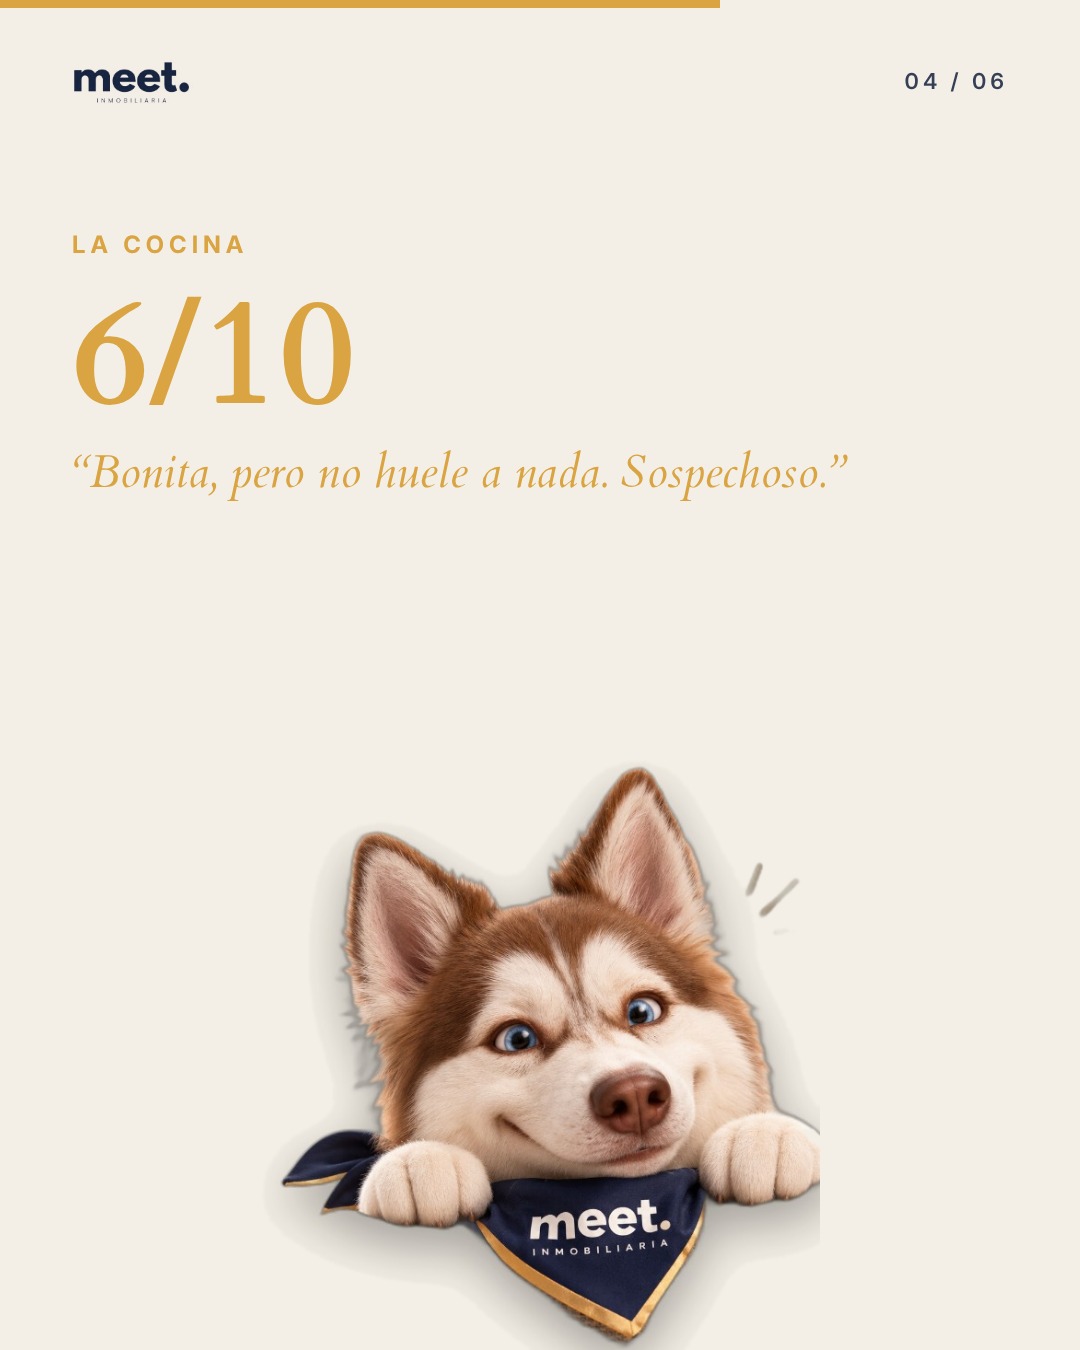 meet.
INMOBILIARIA
04 / 06
LA COCINA
6/10
“Bonita, pero no huele a nada. Sospechoso.”
meet.
INMOBILIARIA